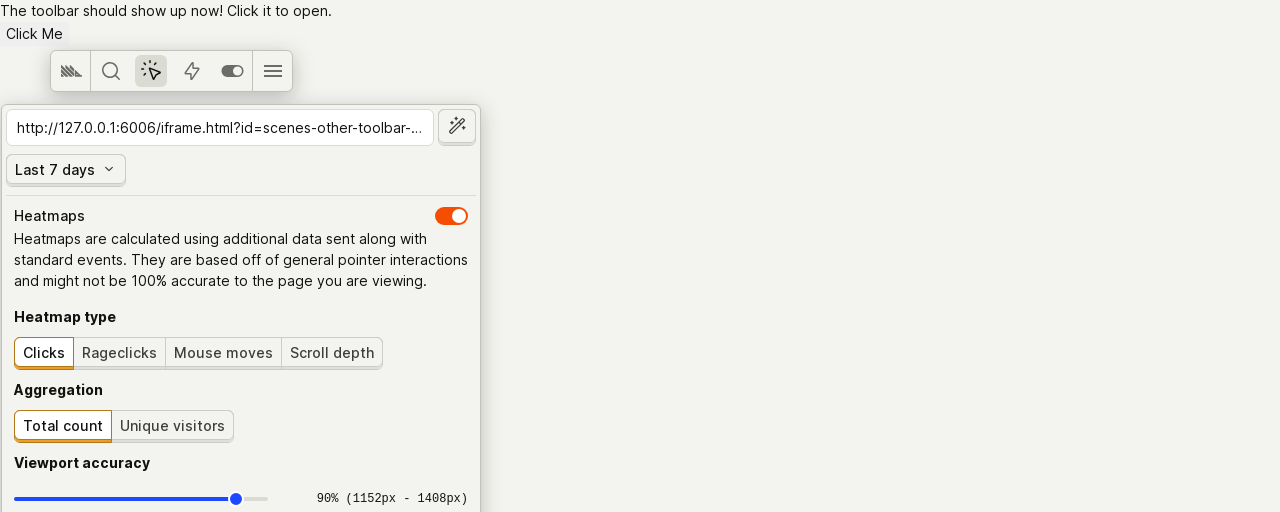 The toolbar should show up now! Click it to open.
Click Me
http://127.0.0.1:6006/iframe.html?id=scenes-other-toolbar-...
Last 7 days
Heatmaps
Heatmaps are calculated using additional data sent along with
standard events. They are based off of general pointer interactions
and might not be 100% accurate to the page you are viewing.
Heatmap type
Clicks Rageclicks Mouse moves Scroll depth
Aggregation
Total count Unique visitors
Viewport accuracy
90% (1152px - 1408px)